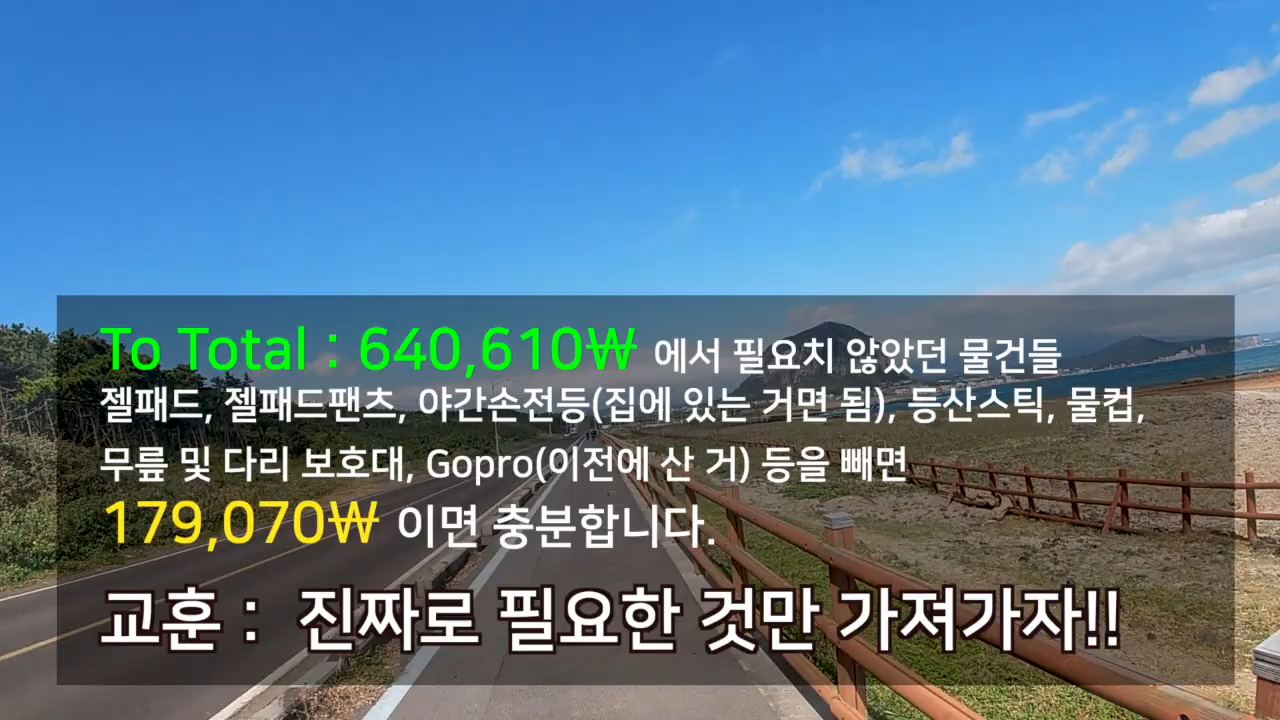 To Total : 640,610₩ 에서 필요치 않았던 물건들
젤패드, 젤패드팬츠, 야간손전등(집에 있는 거면 됨), 등산스틱, 물컵,
무릎 및 다리 보호대, Gopro(이전에 산 거) 등을 빼면
179,070₩ 이면 충분합니다.
교훈 : 진짜로 필요한 것만 가져가자!!